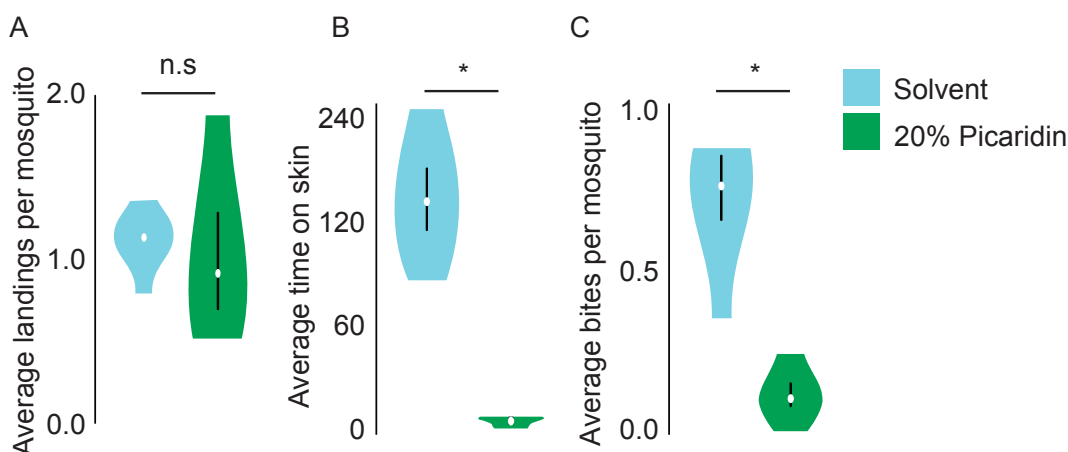 A
Average landings per mosquito
2.0
1.0
0.0
n.s
B
Average time on skin
240
120
60
0
*
C
Average bites per mosquito
1.0
0.5
0.0
*
Solvent
20% Picaridin